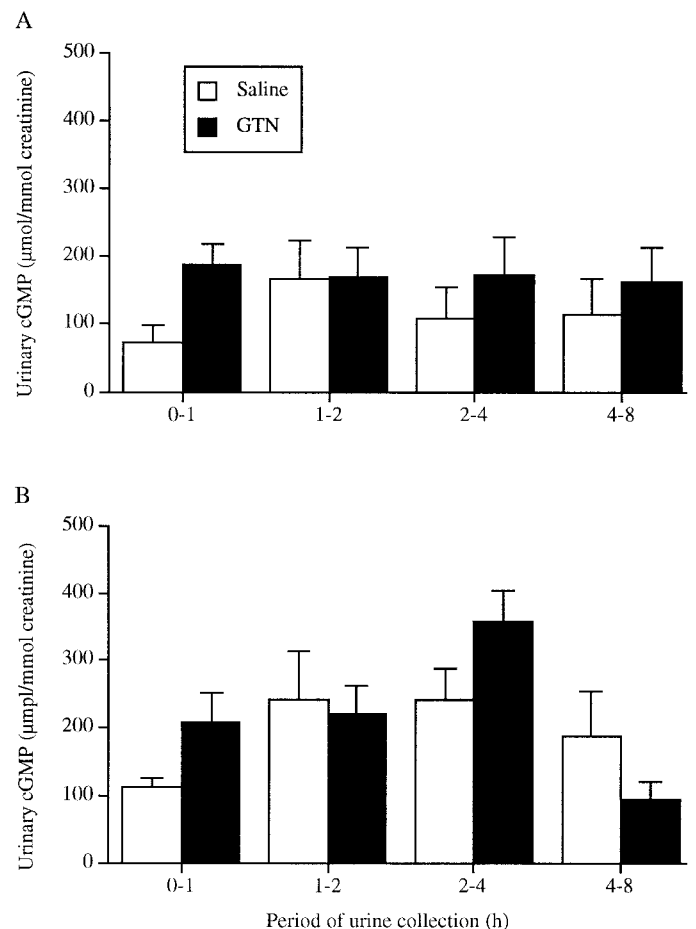 A
Urinary cGMP (μmol/mmol creatinine)
500
400
300
200
100
0
Saline
GTN
0-1
1-2
2-4
4-8
B
Urinary cGMP (μmpl/mmol creatinine)
500
400
300
200
100
0
0-1
1-2
2-4
4-8
Period of urine collection (h)